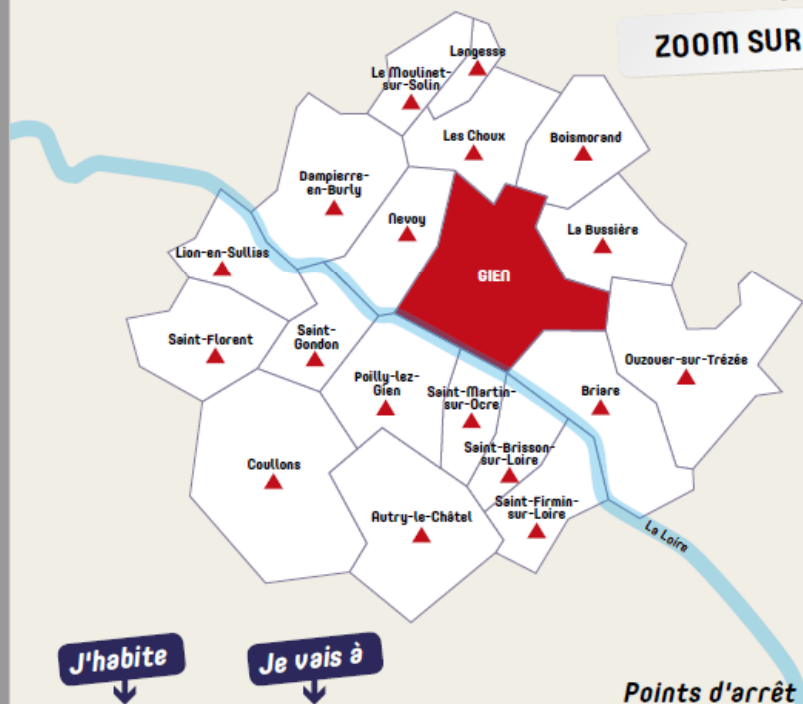 ZOOM SUR
Langesse
Le Moulinet-
sur-Solin
Les Choux
Boismorand
Dampierre-
en-Burly
Nevoy
La Bussière
Lion-en-Sullias
GIEN
Saint-Florent
Saint-
Gondon
Ouzouer-sur-Trézée
Poilly-lez-
Gien
Saint-Martin-
sur-Ocre
Briare
Saint-Brisson-
sur-Loire
Coullons
Saint-Firmin-
sur-Loire
Autry-le-Châtel
La Loire
J'habite
Je vais à
Points d'arrêt